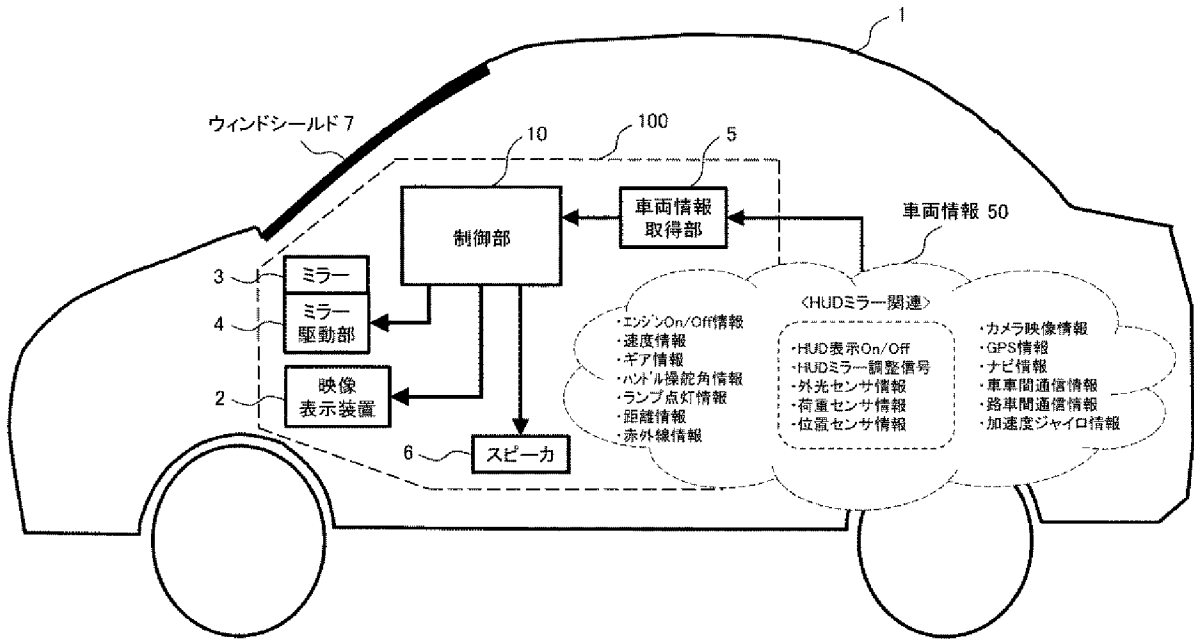 1
ウィンドシールド 7
10
100
5
制御部
車両情報
取得部
車両情報 50
3
ミラー
4
ミラー
駆動部
2
映像
表示装置
6
スピーカ
・エンジンOn/Off情報
・速度情報
・ギア情報
・ハンドル操舵角情報
・ランプ点灯情報
・距離情報
・赤外線情報
〈HUDミラー関連〉
・HUD表示On/Off
・HUDミラー調整信号
・外光センサ情報
・荷重センサ情報
・位置センサ情報
・カメラ映像情報
・GPS情報
・ナビ情報
・車車間通信情報
・路車間通信情報
・加速度ジャイロ情報